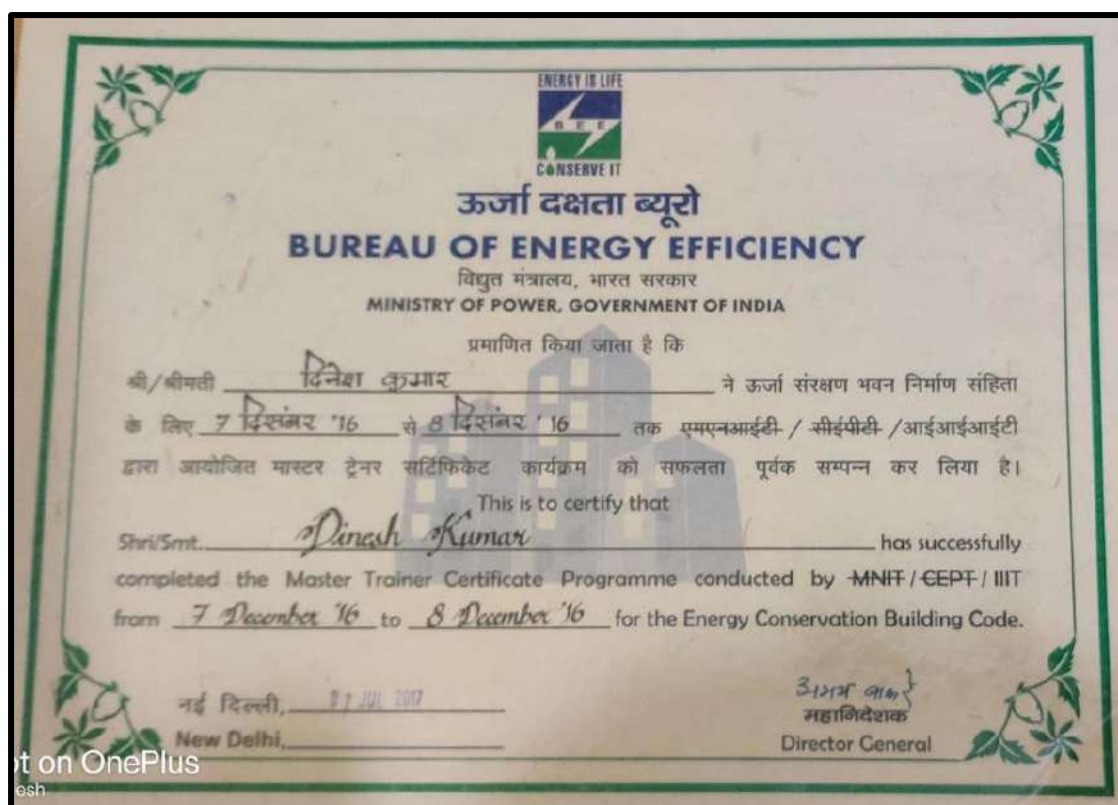 ENERGY IS LIFE
BEE
CONSERVE IT
ऊर्जा दक्षता ब्यूरो
BUREAU OF ENERGY EFFICIENCY
विद्युत मंत्रालय, भारत सरकार
MINISTRY OF POWER, GOVERNMENT OF INDIA
प्रमाणित किया जाता है कि
श्री/श्रीमती दिनेश कुमार ने ऊर्जा संरक्षण भवन निर्माण संहिता
के लिए 7 दिसंबर '16 से 8 दिसंबर '16 तक एमएनआईटी / सीईपीटी /आईआईआईटी
द्वारा आयोजित मास्टर ट्रेनर सर्टिफिकेट कार्यक्रम को सफलता पूर्वक सम्पन्न कर लिया है।
This is to certify that
Shri/Smt. Dinesh Kumar has successfully
completed the Master Trainer Certificate Programme conducted by MNIT / CEPT / IIIT
from 7 December '16 to 8 December '16 for the Energy Conservation Building Code.
नई दिल्ली, JUL 2017
New Delhi,
अभय बाकरे
महानिदेशक
Director General
ot on OnePlus
esh